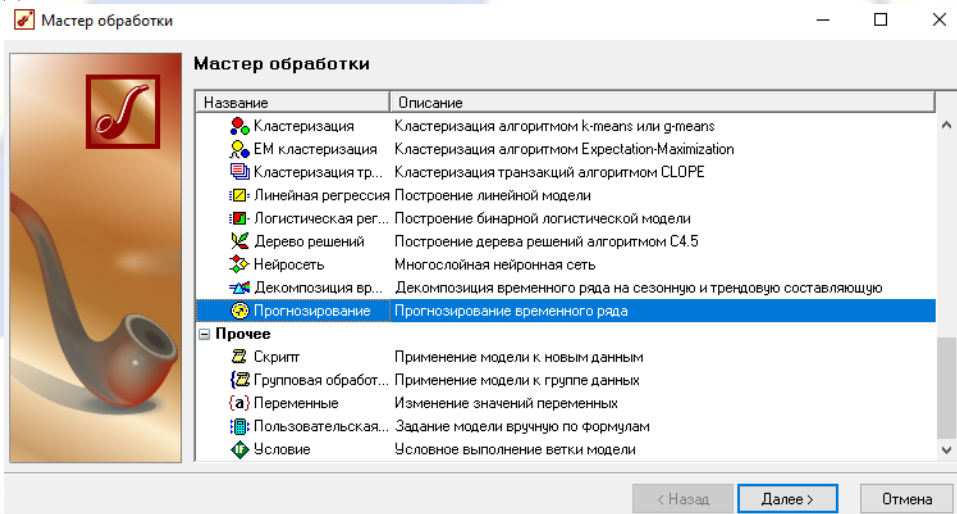 Мастер обработки
Мастер обработки
Название Описание
Кластеризация Кластеризация алгоритмом k-means или g-means
EM кластеризация Кластеризация алгоритмом Expectation-Maximization
Кластеризация тр... Кластеризация транзакций алгоритмом CLOPE
Линейная регрессия Построение линейной модели
Логистическая рег... Построение бинарной логистической модели
Дерево решений Построение дерева решений алгоритмом C4.5
Нейросеть Многослойная нейронная сеть
Декомпозиция вр... Декомпозиция временного ряда на сезонную и трендовую составляющую
Прогнозирование Прогнозирование временного ряда
Прочее
Скрипт Применение модели к новым данным
Групповая обработ... Применение модели к группе данных
Переменные Изменение значений переменных
Пользовательская... Задание модели вручную по формулам
Условие Условное выполнение ветки модели
< Назад Далее > Отмена